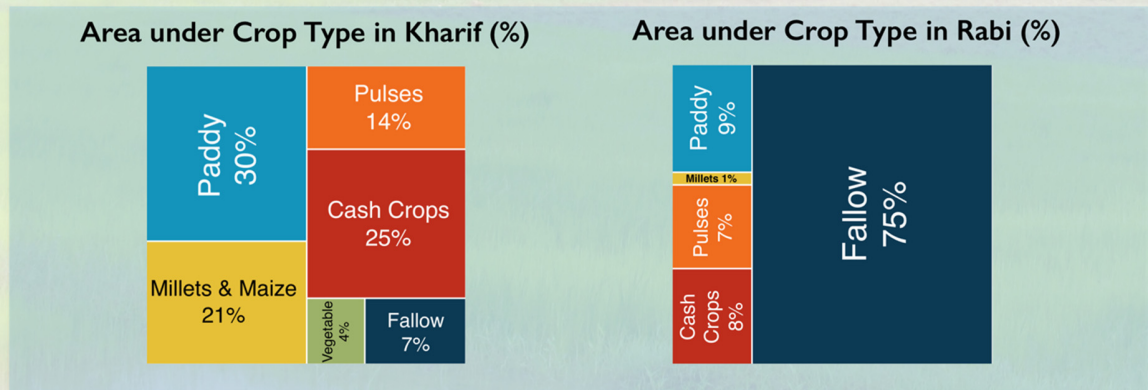 Area under Crop Type in Kharif (%)
Paddy
30%
Millets & Maize
21%
Pulses
14%
Cash Crops
25%
Vegetable
4%
Fallow
7%
Area under Crop Type in Rabi (%)
Paddy
9%
Millets 1%
Pulses
7%
Cash
Crops
8%
Fallow
75%